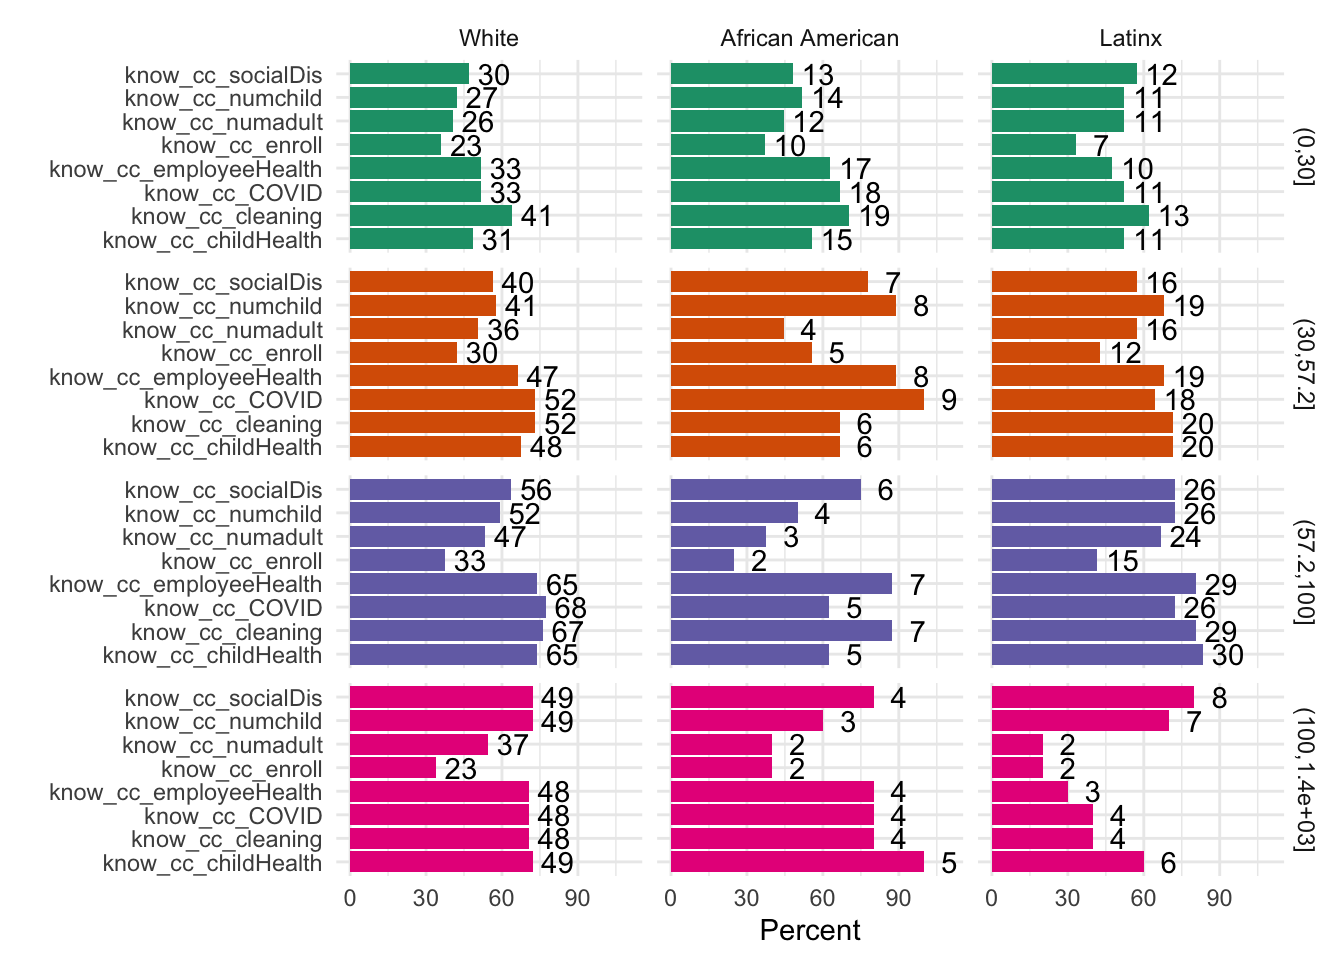 White African American Latinx
know_cc_socialDis 30 13 12
know_cc_numchild 27 14 11
know_cc_numadult 26 12 11
know_cc_enroll 23 10 7
know_cc_employeeHealth 33 17 10
know_cc_COVID 33 18 11
know_cc_cleaning 41 19 13
know_cc_childHealth 31 15 11
(0,30]
know_cc_socialDis 40 7 16
know_cc_numchild 41 8 19
know_cc_numadult 36 4 16
know_cc_enroll 30 5 12
know_cc_employeeHealth 47 8 19
know_cc_COVID 52 9 18
know_cc_cleaning 52 6 20
know_cc_childHealth 48 6 20
(30,57.2]
know_cc_socialDis 56 6 26
know_cc_numchild 52 4 26
know_cc_numadult 47 3 24
know_cc_enroll 33 2 15
know_cc_employeeHealth 65 7 29
know_cc_COVID 68 5 26
know_cc_cleaning 67 7 29
know_cc_childHealth 65 5 30
(57.2,100]
know_cc_socialDis 49 4 8
know_cc_numchild 49 3 7
know_cc_numadult 37 2 2
know_cc_enroll 23 2 2
know_cc_employeeHealth 48 4 3
know_cc_COVID 48 4 4
know_cc_cleaning 48 4 4
know_cc_childHealth 49 5 6
(100,1.4e+03]
0 30 60 90 0 30 60 90 0 30 60 90
Percent